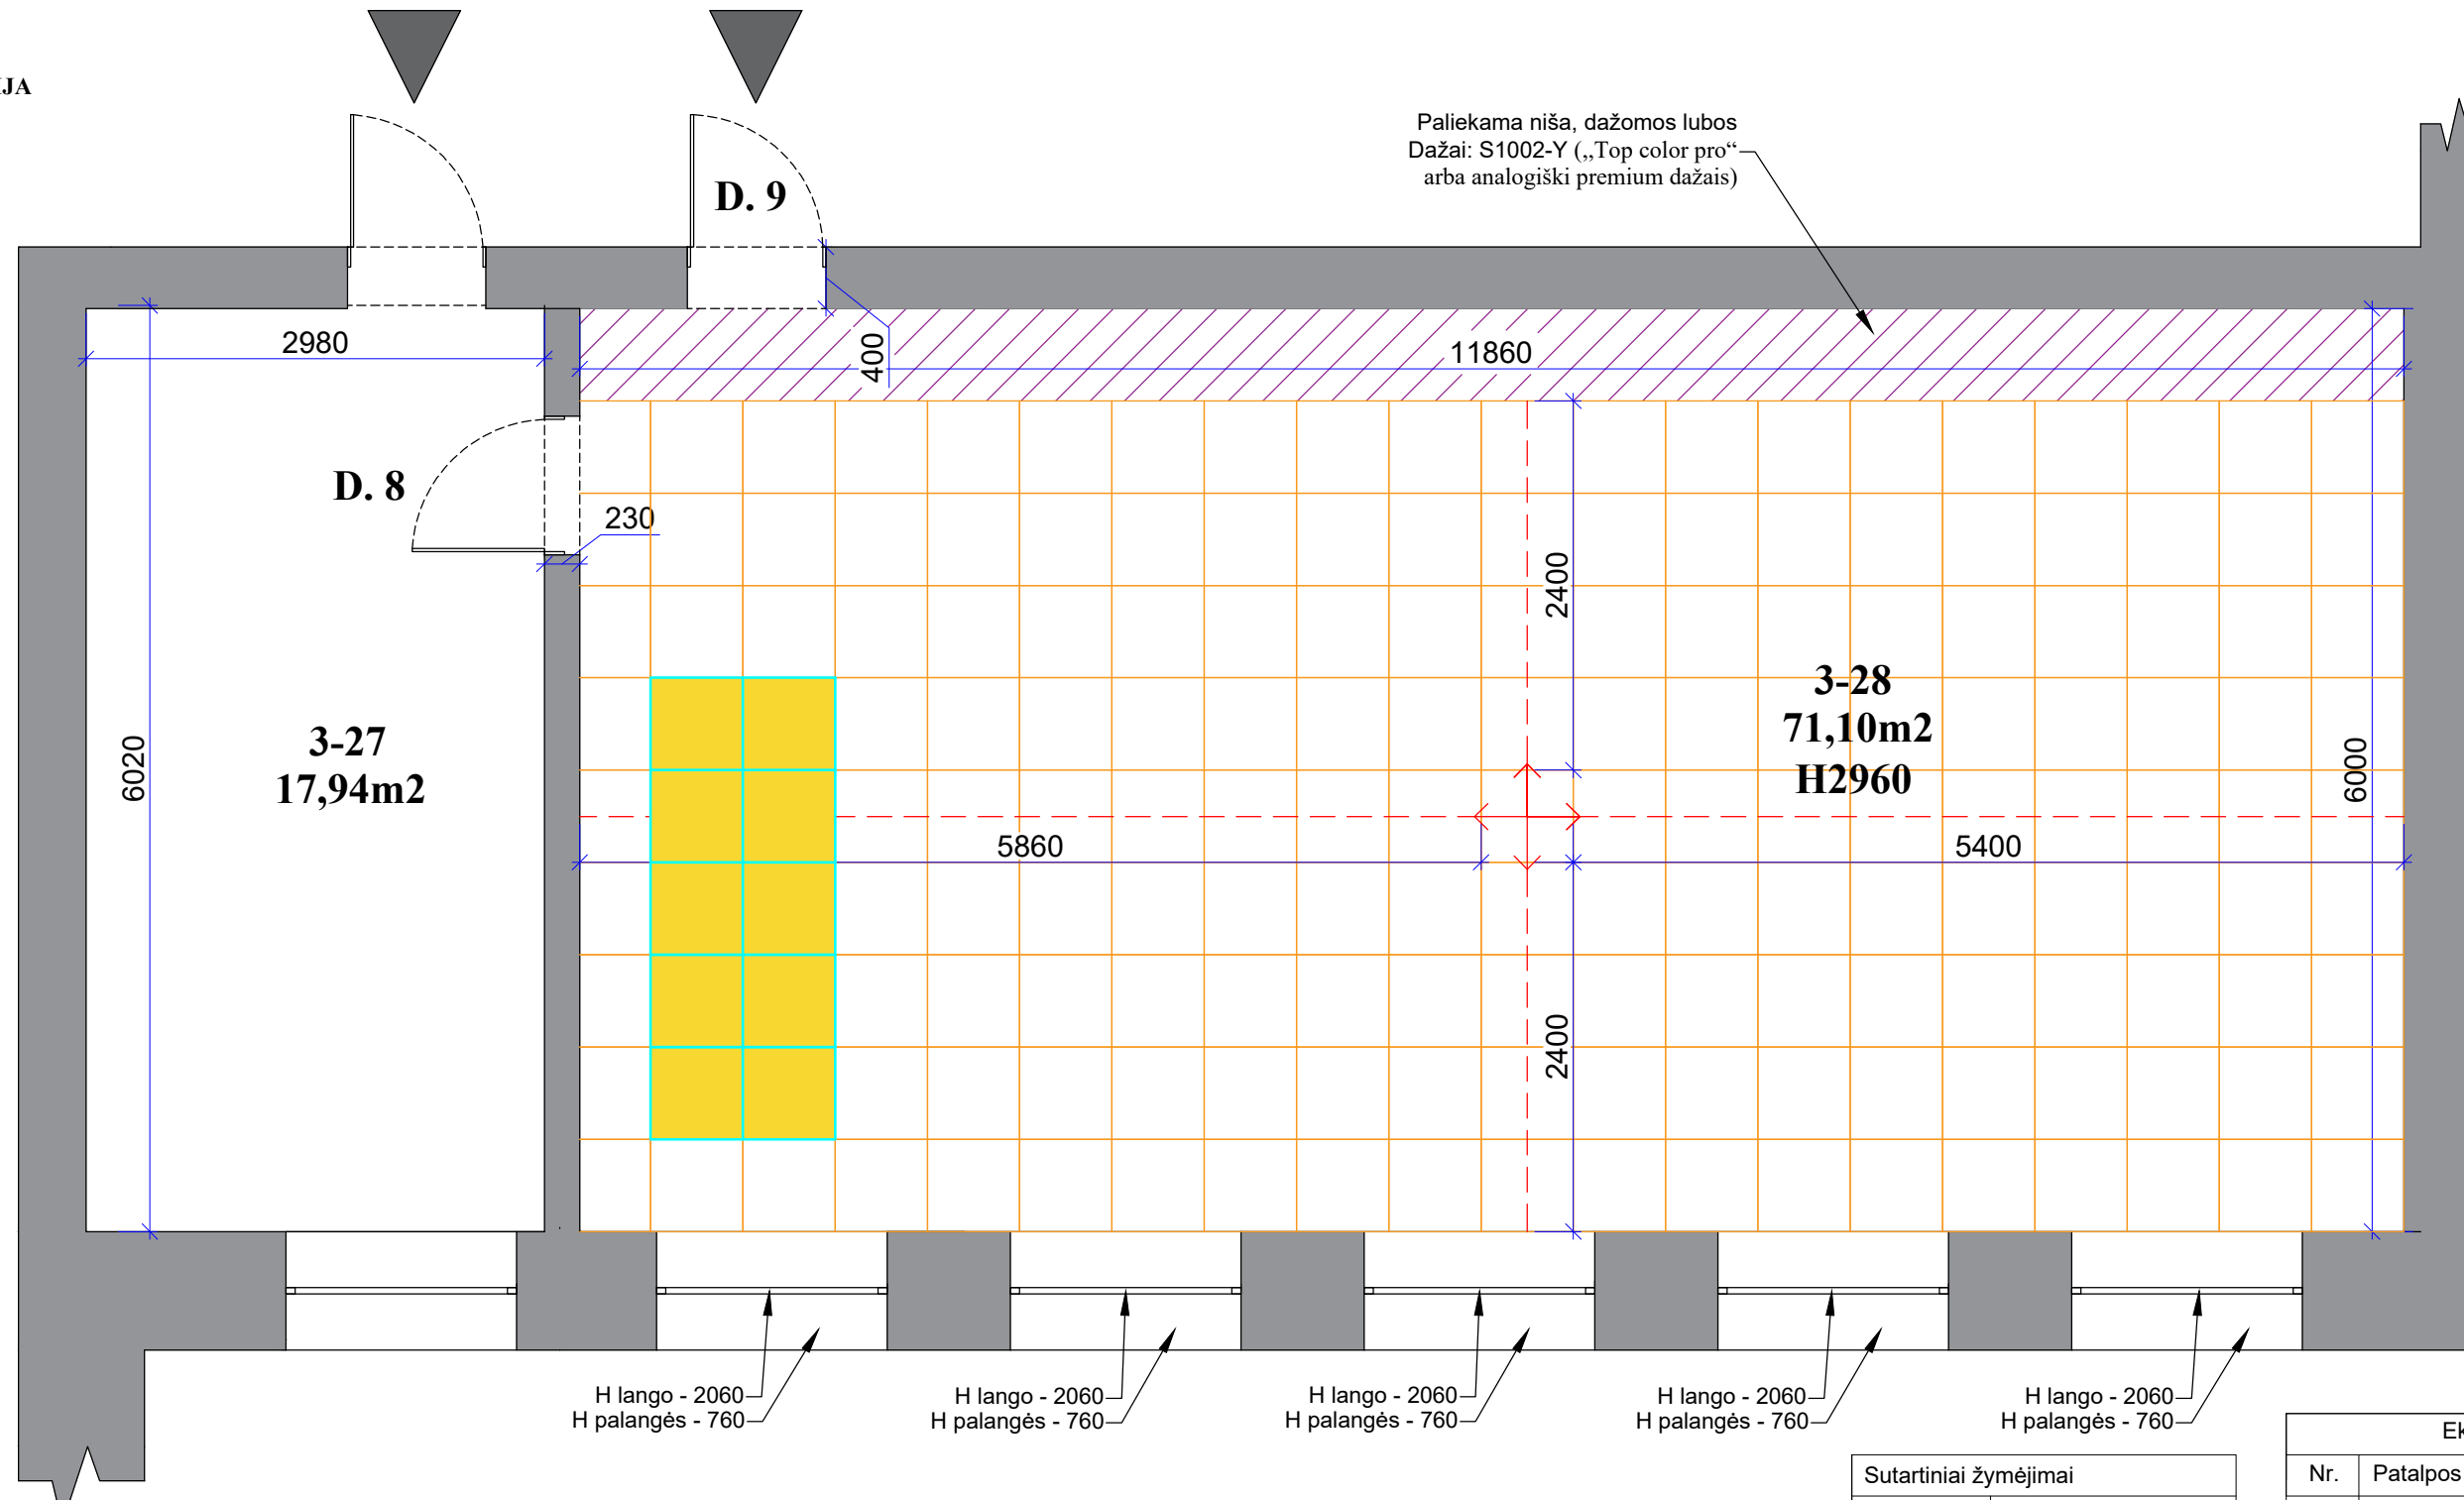 JA
D. 9
Paliekama niša, dažomos lubos
Dažai: S1002-Y („Top color pro“
arba analogiški premium dažais)
2980
400
11860
D. 8
230
2400
3-28
71,10m2
H2960
3-27
17,94m2
6020
6000
5860
5400
2400
H lango - 2060
H palangės - 760
H lango - 2060
H palangės - 760
H lango - 2060
H palangės - 760
H lango - 2060
H palangės - 760
H lango - 2060
H palangės - 760
Sutartiniai žymėjimai
Ek
Nr.
Patalpos